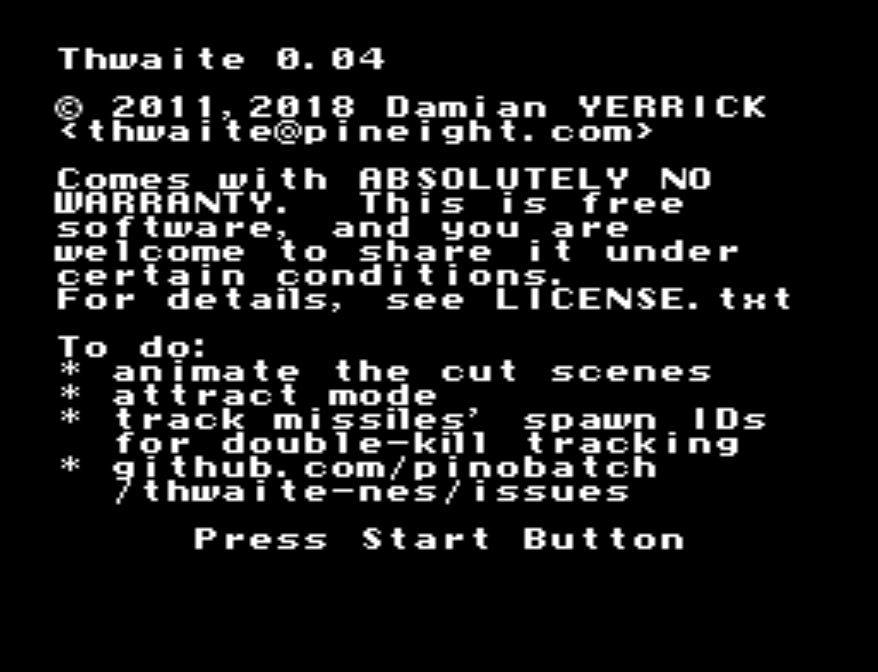 Thwaite 0.04
© 2011,2018 Damian YERRICK
<thwaite@pineight.com>
Comes with ABSOLUTELY NO
WARRANTY.  This is free
software, and you are
welcome to share it under
certain conditions.
For details, see LICENSE.txt
To do:
* animate the cut scenes
* attract mode
* track missiles' spawn IDs
for double-kill tracking
* github.com/pinobatch
/thwaite-nes/issues
Press Start Button